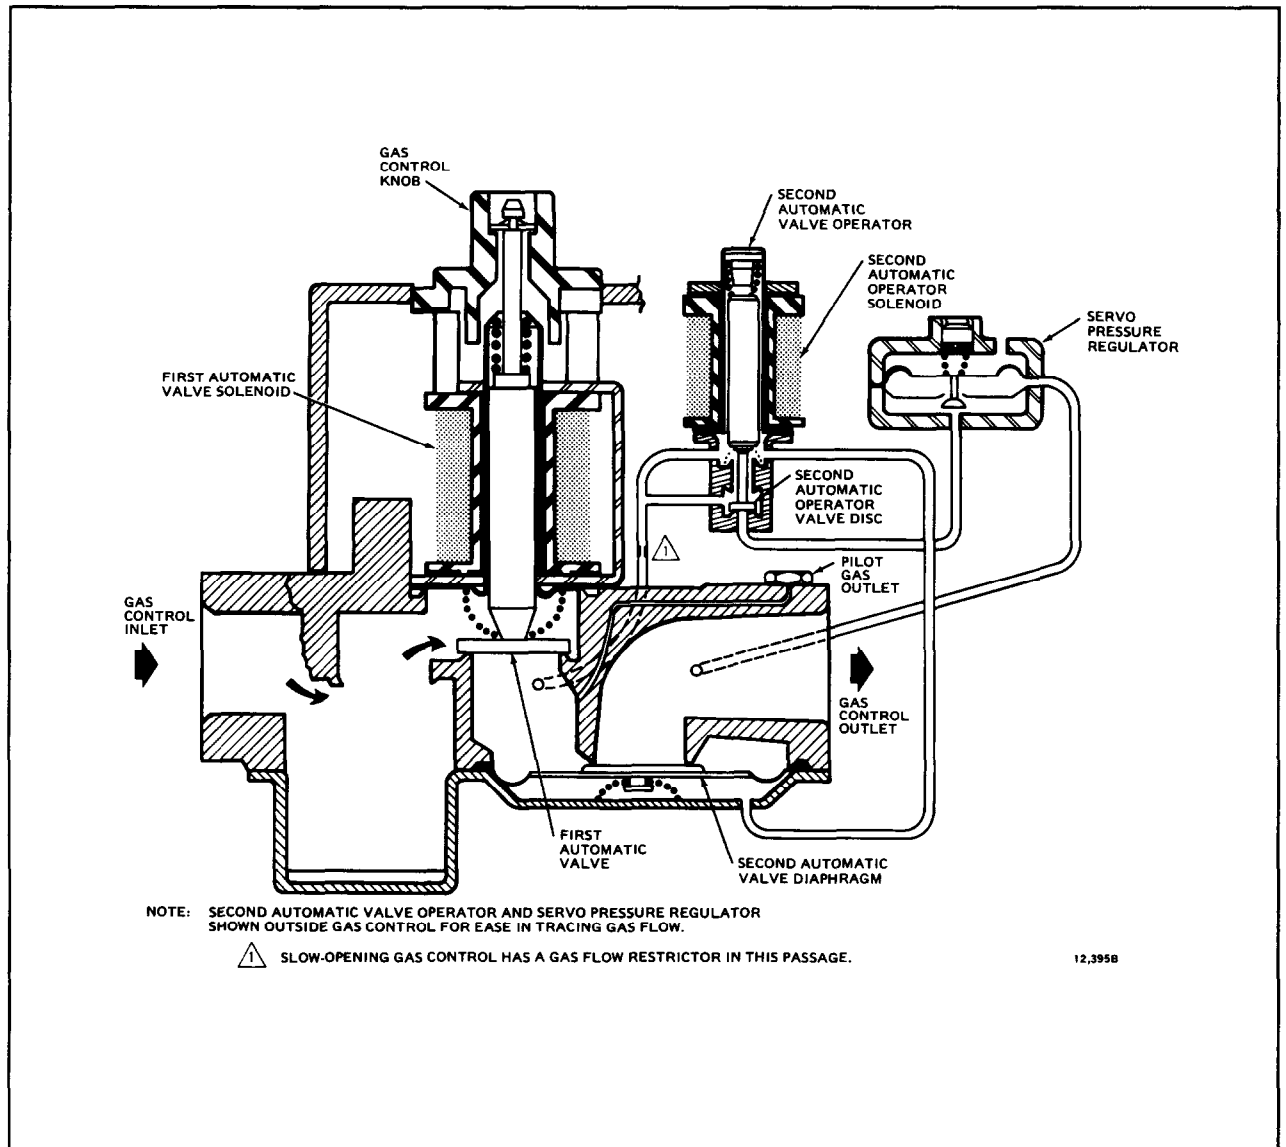 GAS
CONTROL
KNOB
SECOND
AUTOMATIC
VALVE OPERATOR
SECOND
AUTOMATIC
OPERATOR
SOLENOID
SERVO
PRESSURE
REGULATOR
FIRST AUTOMATIC
VALVE SOLENOID
SECOND
AUTOMATIC
OPERATOR
VALVE DISC
1
PILOT
GAS
OUTLET
GAS
CONTROL
INLET
GAS
CONTROL
OUTLET
FIRST
AUTOMATIC
VALVE
SECOND AUTOMATIC
VALVE DIAPHRAGM
NOTE: SECOND AUTOMATIC VALVE OPERATOR AND SERVO PRESSURE REGULATOR
SHOWN OUTSIDE GAS CONTROL FOR EASE IN TRACING GAS FLOW.
1 SLOW-OPENING GAS CONTROL HAS A GAS FLOW RESTRICTOR IN THIS PASSAGE.
12,395B